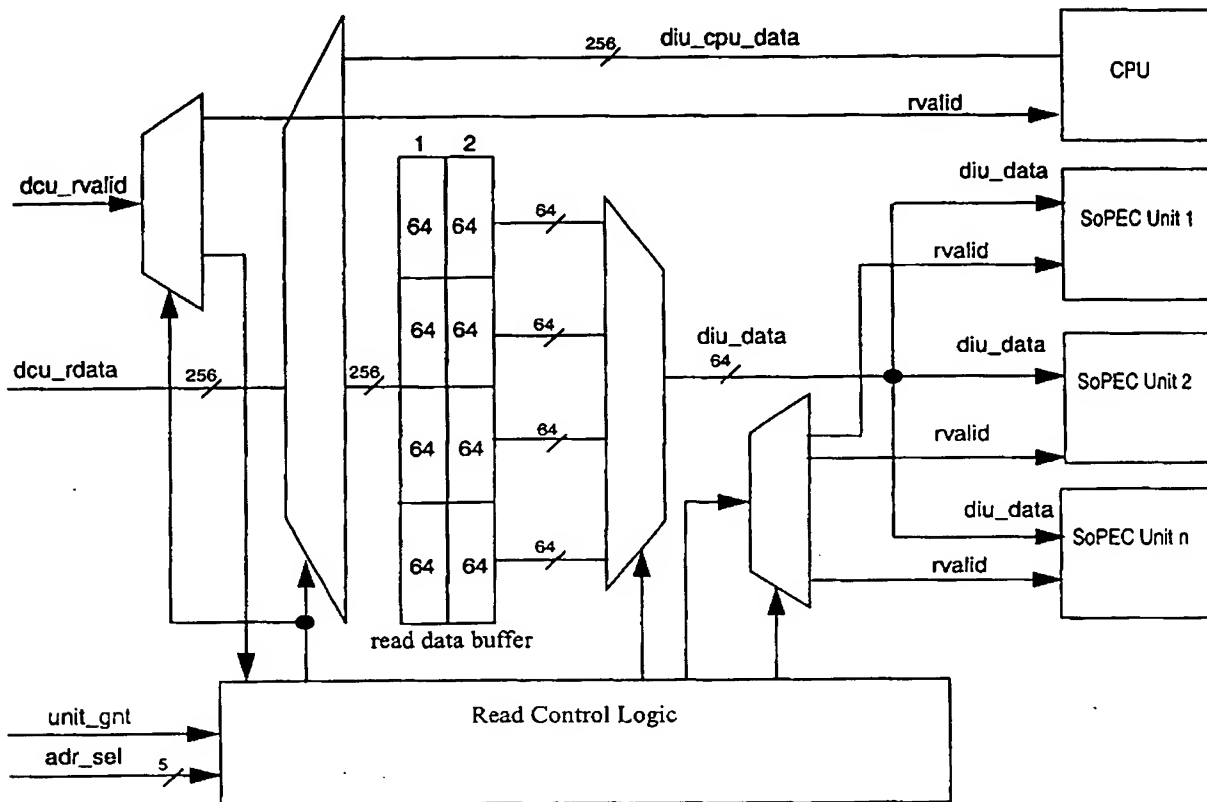 256
diu_cpu_data
CPU
rvalid
1 2
dcu_rvalid
diu_data
SoPEC Unit 1
rvalid
64 64
64
64 64
64
diu_data
64
diu_data
SoPEC Unit 2
rvalid
dcu_rdata
256
256
64 64
64
diu_data
SoPEC Unit n
rvalid
64 64
64
read data buffer
Read Control Logic
unit_gnt
adr_sel
5